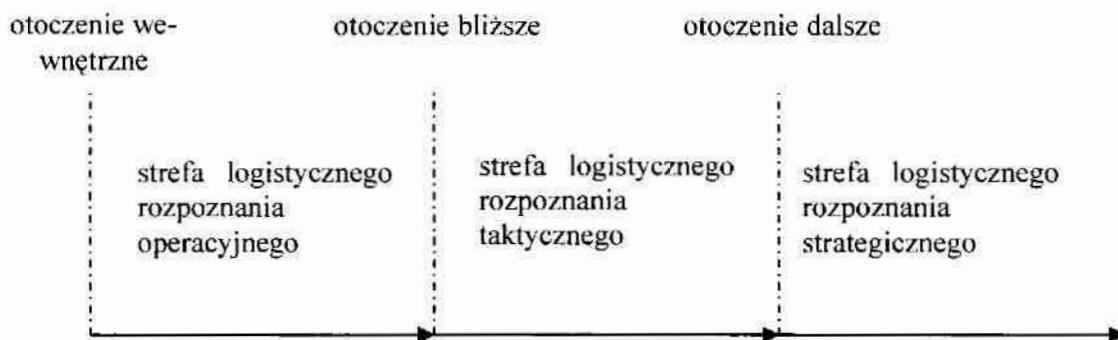 otoczenie we-
wnętrzne
otoczenie bliższe
otoczenie dalsze
strefa logistycznego
rozpoznania
operacyjnego
strefa logistycznego
rozpoznania
taktycznego
strefa logistycznego
rozpoznania
strategicznego